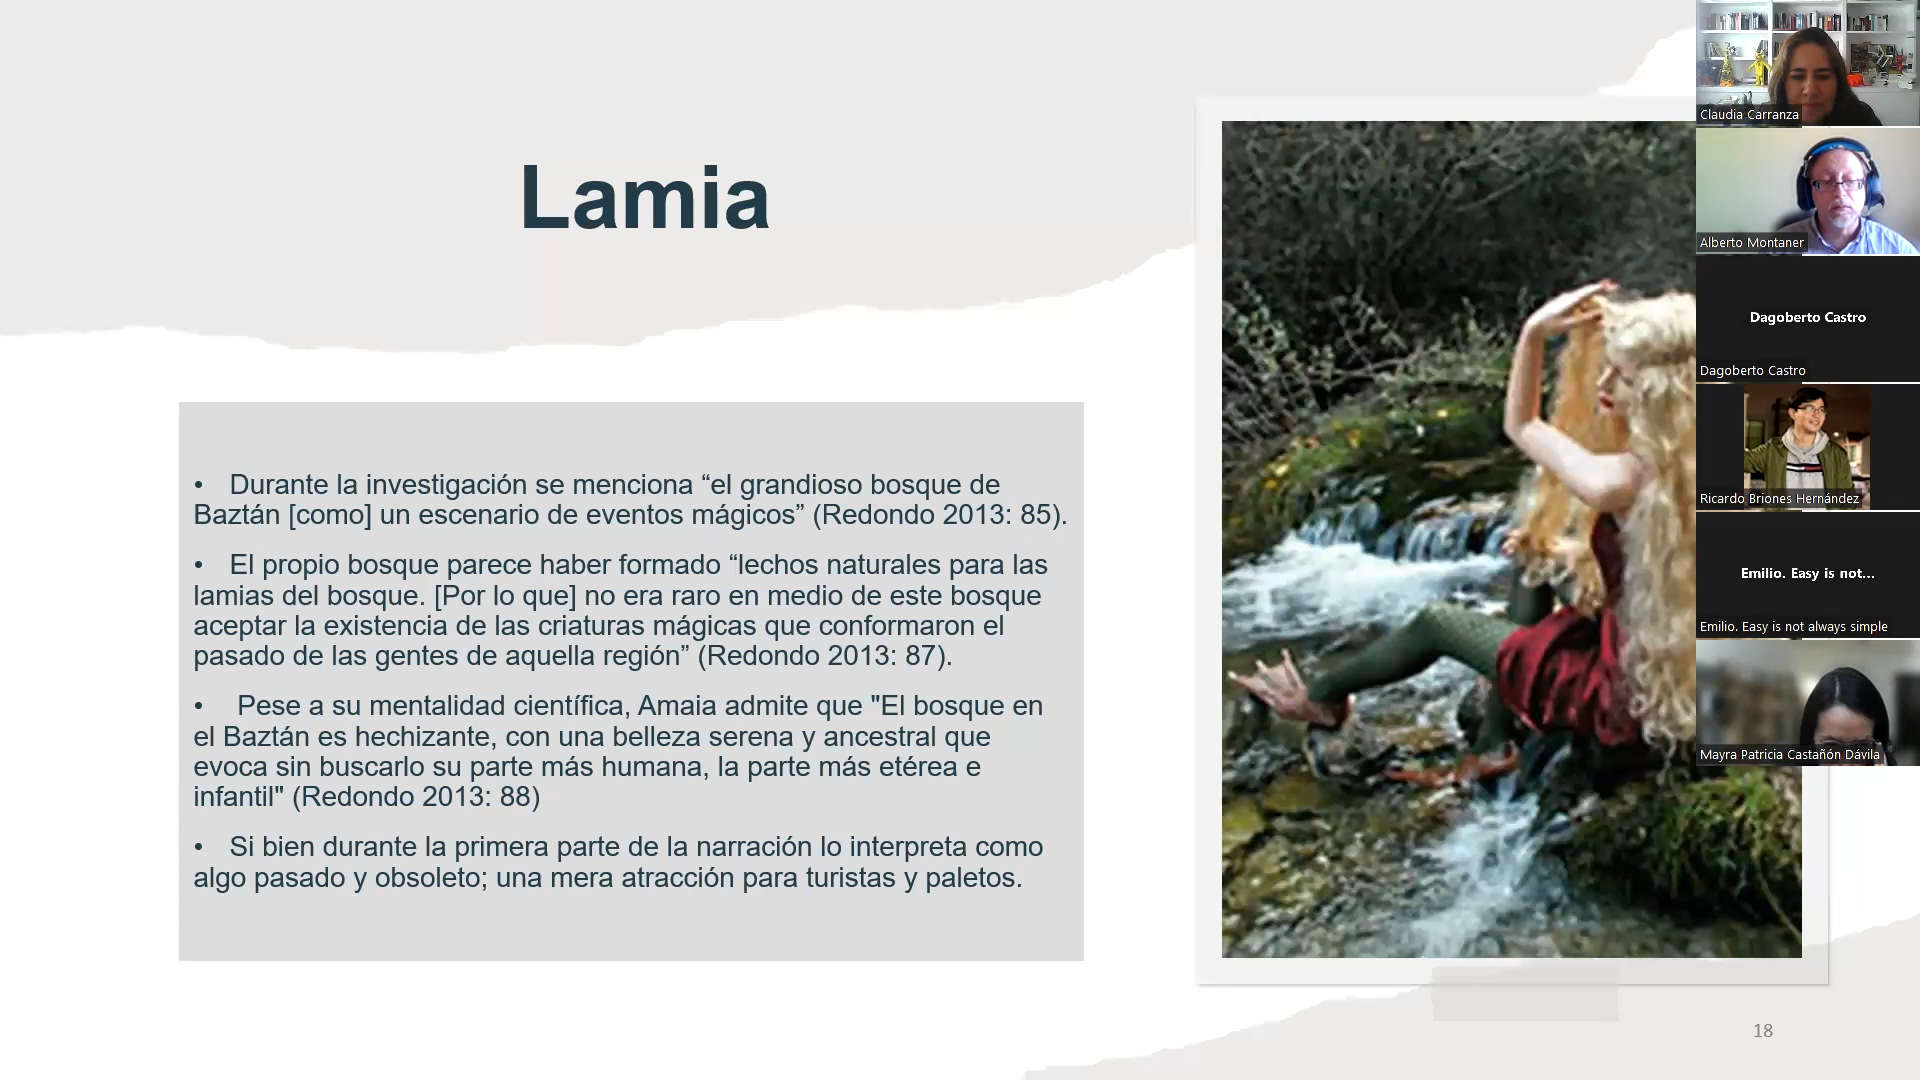 Lamia
• Durante la investigación se menciona “el grandioso bosque de
Baztán [como] un escenario de eventos mágicos” (Redondo 2013: 85).
• El propio bosque parece haber formado “lechos naturales para las
lamias del bosque. [Por lo que] no era raro en medio de este bosque
aceptar la existencia de las criaturas mágicas que conformaron el
pasado de las gentes de aquella región” (Redondo 2013: 87).
• Pese a su mentalidad científica, Amaia admite que "El bosque en
el Baztán es hechizante, con una belleza serena y ancestral que
evoca sin buscarlo su parte más humana, la parte más etérea e
infantil" (Redondo 2013: 88)
• Si bien durante la primera parte de la narración lo interpreta como
algo pasado y obsoleto; una mera atracción para turistas y paletos.
18
Claudia Carranza
Alberto Montaner
Dagoberto Castro
Dagoberto Castro
Ricardo Briones Hernández
Emilio. Easy is not...
Emilio. Easy is not always simple
Mayra Patricia Castañón Dávila